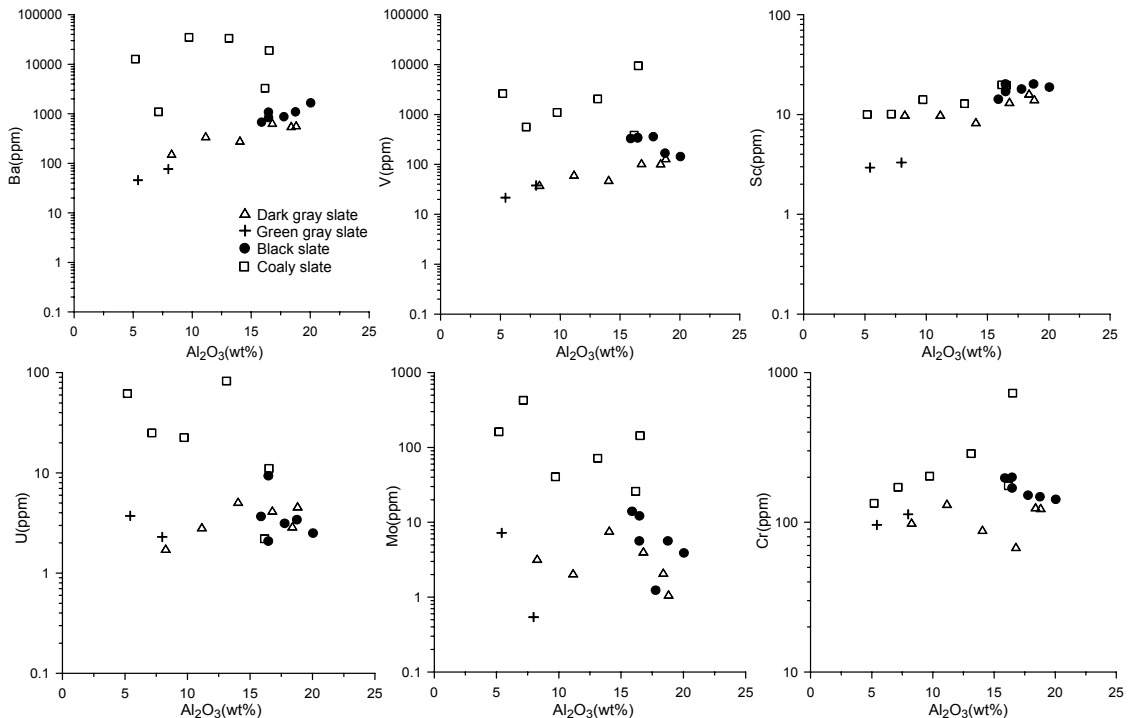 100000
10000
1000
100
10
1
0.1
Ba(ppm)
0 5 10 15 20 25
Al2O3(wt%)
Dark gray slate
Green gray slate
Black slate
Coaly slate
100000
10000
1000
100
10
1
0.1
V(ppm)
0 5 10 15 20 25
Al2O3(wt%)
100
10
1
0.1
Sc(ppm)
0 5 10 15 20 25
Al2O3(wt%)
100
10
1
0.1
U(ppm)
0 5 10 15 20 25
Al2O3(wt%)
1000
100
10
1
0.1
Mo(ppm)
0 5 10 15 20 25
Al2O3(wt%)
1000
100
10
Cr(ppm)
0 5 10 15 20 25
Al2O3(wt%)